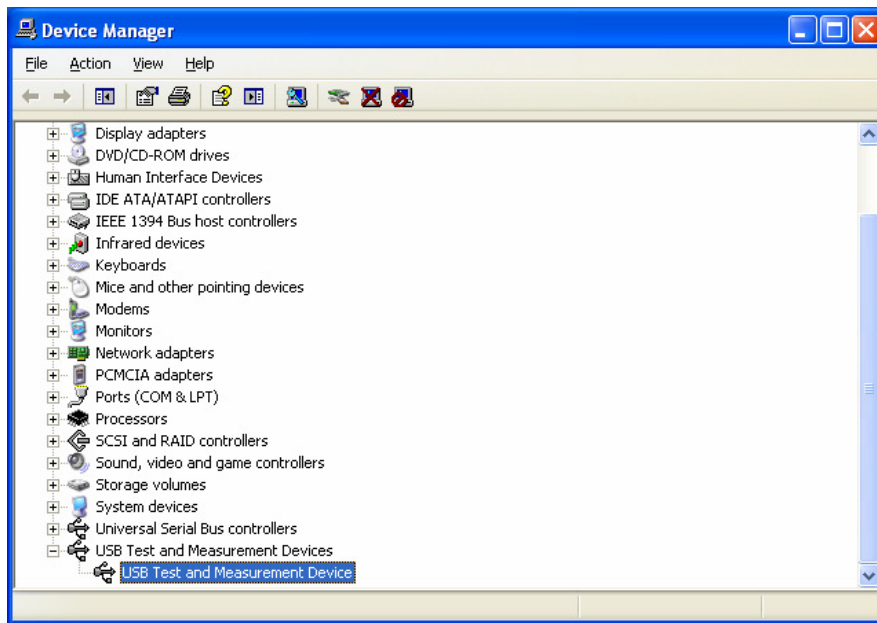 Device Manager
File Action View Help
Display adapters
DVD/CD-ROM drives
Human Interface Devices
IDE ATA/ATAPI controllers
IEEE 1394 Bus host controllers
Infrared devices
Keyboards
Mice and other pointing devices
Modems
Monitors
Network adapters
PCMCIA adapters
Ports (COM & LPT)
Processors
SCSI and RAID controllers
Sound, video and game controllers
Storage volumes
System devices
Universal Serial Bus controllers
USB Test and Measurement Devices
USB Test and Measurement Device